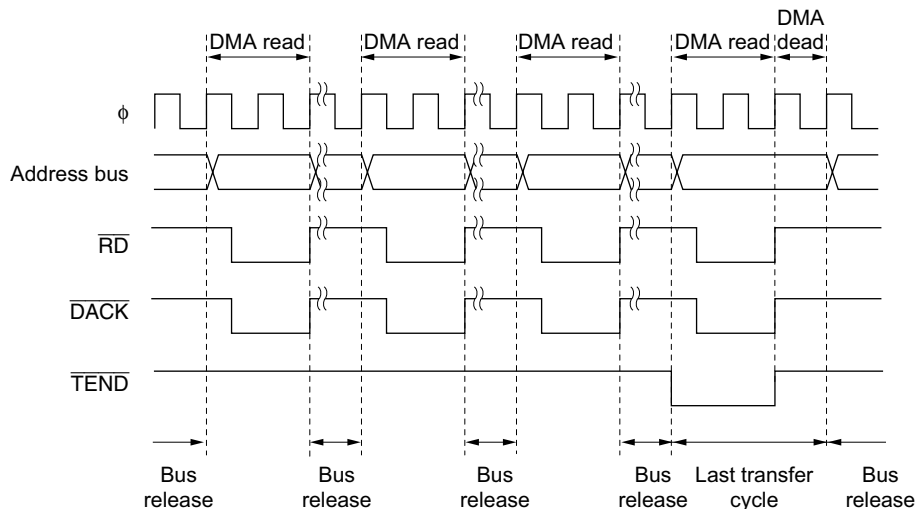 DMA
DMA read DMA read DMA read DMA read dead
ϕ
Address bus
RD
DACK
TEND
Bus release
Bus release
Bus release
Bus release
Last transfer cycle
Bus release